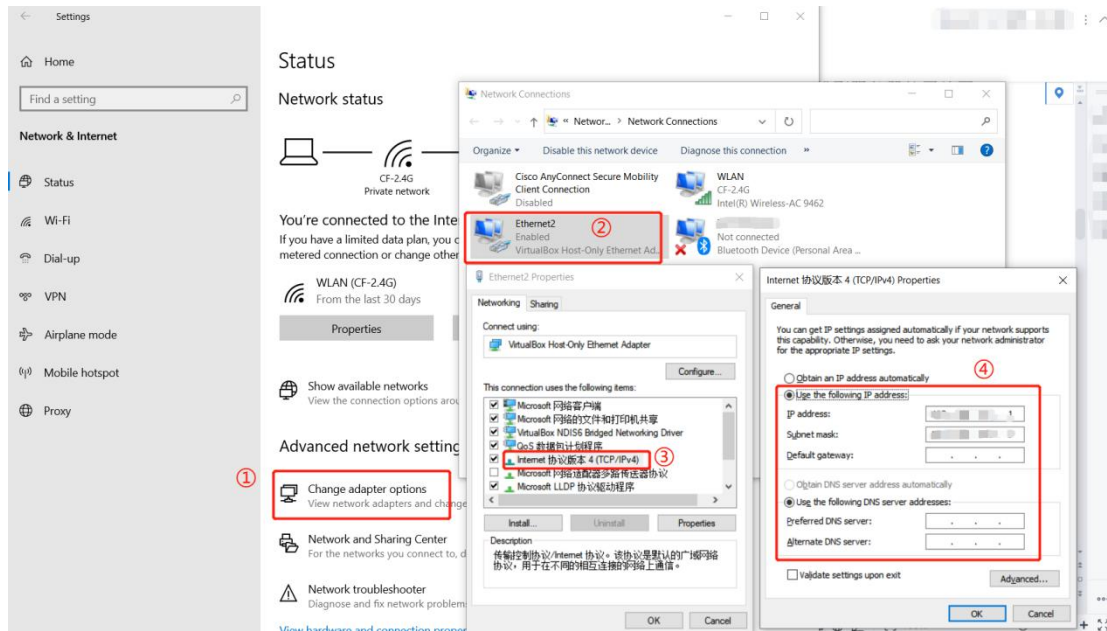 Settings
Home
Find a setting
Network & Internet
Status
Wi-Fi
Dial-up
VPN
Airplane mode
Mobile hotspot
Proxy
Status
Network status
CF-2.4G
Private network
You're connected to the Inte
If you have a limited data plan, you c
metered connection or change other
WLAN (CF-2.4G)
From the last 30 days
Properties
Show available networks
View the connection options arou
Advanced network setting
①
Change adapter options
View network adapters and change
Network and Sharing Center
For the networks you connect to, d
Network troubleshooter
Diagnose and fix network problem
View hardware and connection proper
Network Connections
« Networ... › Network Connections
Organize
Disable this network device
Diagnose this connection
»
Cisco AnyConnect Secure Mobility
Client Connection
Disabled
WLAN
CF-2.4G
Intel(R) Wireless-AC 9462
Ethernet2
Enabled
VirtualBox Host-Only Ethernet Ad...
②
Not connected
Bluetooth Device (Personal Area ...
Ethernet2 Properties
Networking
Sharing
Connect using:
VirtualBox Host-Only Ethernet Adapter
Configure...
This connection uses the following items:
Microsoft 网络客户端
Microsoft 网络的文件和打印机共享
VirtualBox NDIS6 Bridged Networking Driver
QoS 数据包计划程序
Internet 协议版本 4 (TCP/IPv4)
③
Microsoft 网络适配器多路传送器协议
Microsoft LLDP 协议驱动程序
Install...
Uninstall
Properties
Description
传输控制协议/Internet 协议。该协议是默认的广域网络
协议，用于在不同的相互连接的网络上通信。
OK
Cancel
Internet 协议版本 4 (TCP/IPv4) Properties
General
You can get IP settings assigned automatically if your network supports
this capability. Otherwise, you need to ask your network administrator
for the appropriate IP settings.
Obtain an IP address automatically
④
Use the following IP address:
IP address:
1
Subnet mask:
Default gateway:
. . .
Obtain DNS server address automatically
Use the following DNS server addresses:
Preferred DNS server:
. . .
Alternate DNS server:
. . .
Validate settings upon exit
Advanced...
OK
Cancel